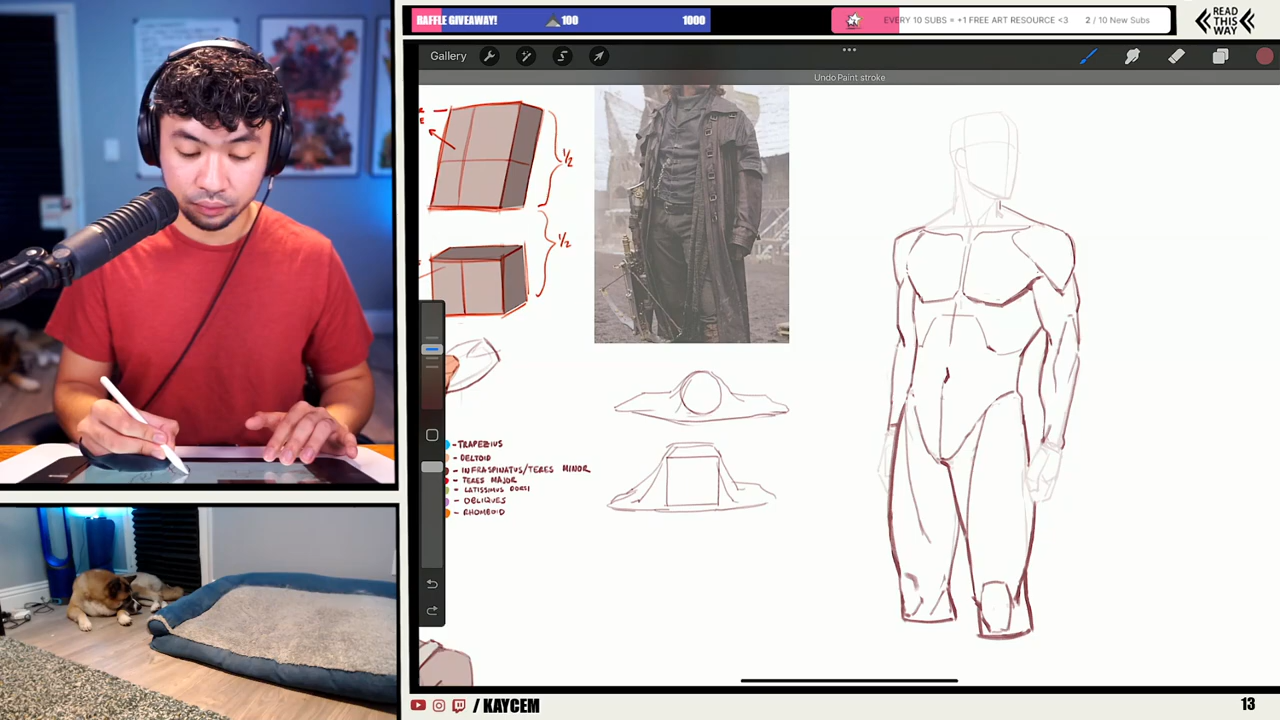 RAFFLE GIVEAWAY!
100
1000
EVERY 10 SUBS = +1 FREE ART RESOURCE <3
2 / 10 New Subs
READ
THIS
WAY
Gallery
Undo Paint stroke
E
1/2
1/2
- TRAPEZIUS
- DELTOID
- INFRASPINATUS/TERES MINOR
- TERES MAJOR
- LATISSIMUS DORSI
- OBLIQUES
- RHOMBOID
/ KAYCEM
13